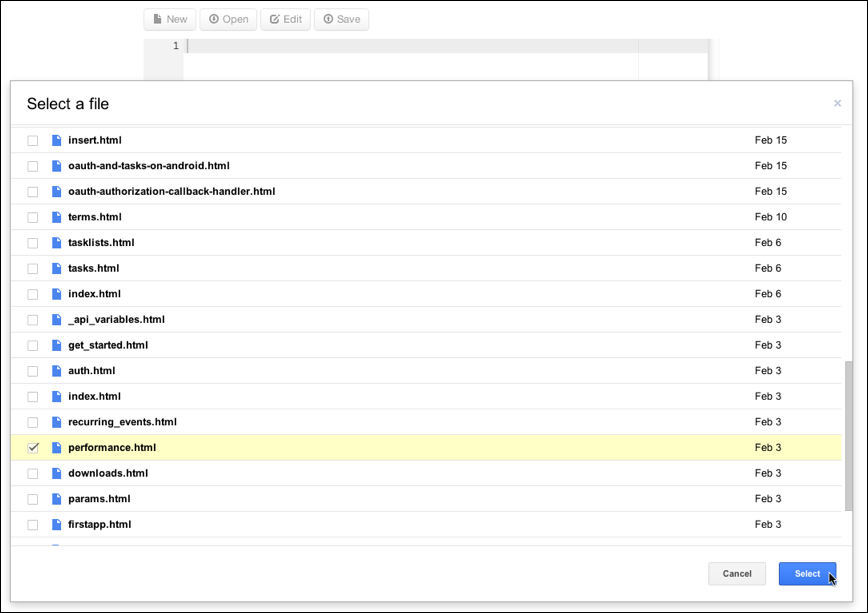 New Open Edit Save
1
Select a file ×
insert.html Feb 15
oauth-and-tasks-on-android.html Feb 15
oauth-authorization-callback-handler.html Feb 15
terms.html Feb 10
tasklists.html Feb 6
tasks.html Feb 6
index.html Feb 6
_api_variables.html Feb 3
get_started.html Feb 3
auth.html Feb 3
index.html Feb 3
recurring_events.html Feb 3
performance.html Feb 3
downloads.html Feb 3
params.html Feb 3
firstapp.html Feb 3
Cancel Select